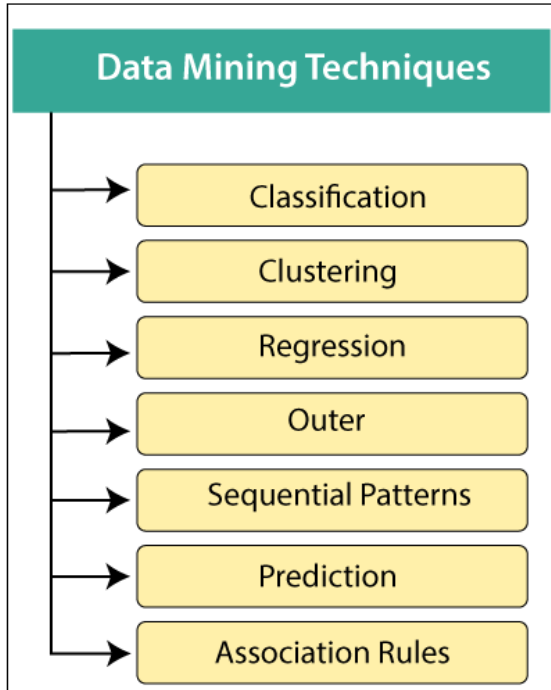 Data Mining Techniques
Classification
Clustering
Regression
Outer
Sequential Patterns
Prediction
Association Rules